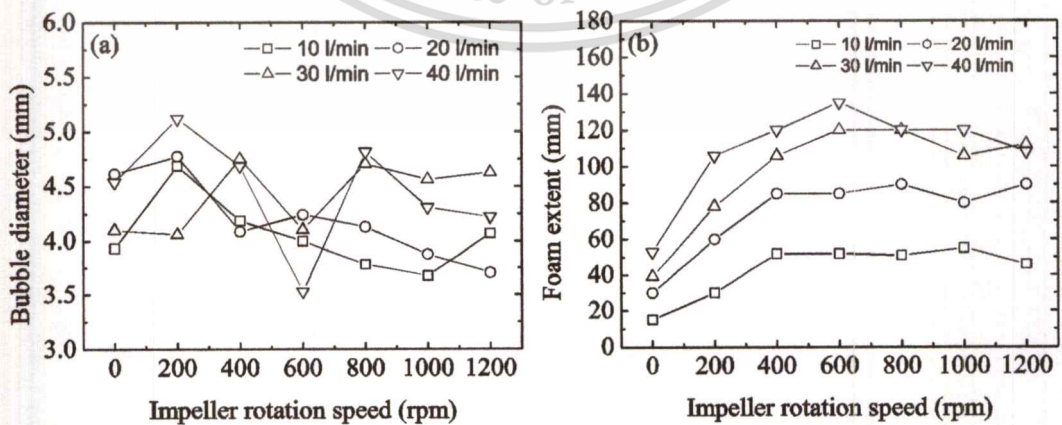 (a)
10 l/min 20 l/min
30 l/min 40 l/min
6.0
5.5
5.0
4.5
4.0
3.5
3.0
Bubble diameter (mm)
0 200 400 600 800 1000 1200
Impeller rotation speed (rpm)
(b)
10 l/min 20 l/min
30 l/min 40 l/min
180
160
140
120
100
80
60
40
20
0
Foam extent (mm)
0 200 400 600 800 1000 1200
Impeller rotation speed (rpm)